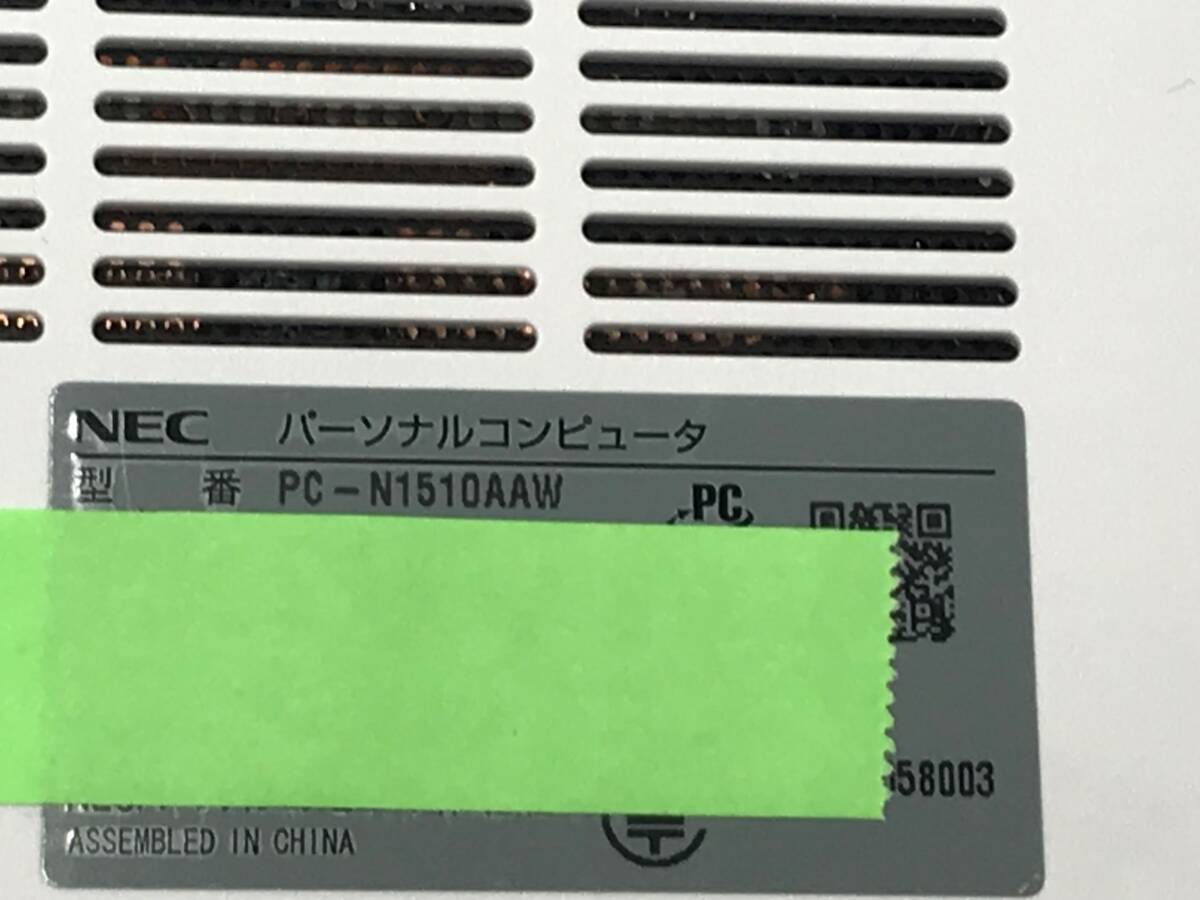 NEC パーソナルコンピュータ
型 番 PC-N1510AAW
PC
58003
ASSEMBLED IN CHINA